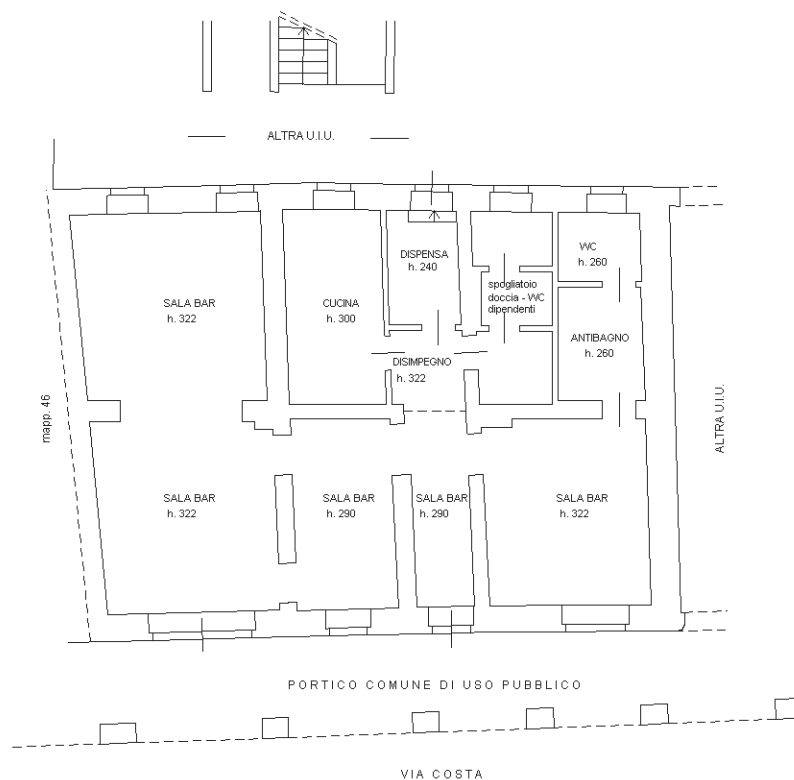 ALTRA U.I.U.
DISPENSA
h. 240
WC
h. 260
spogliatoio
doccia - WC
dipendenti
SALA BAR
h. 322
CUCINA
h. 300
ANTIBAGNO
h. 260
DISIMPEGNO
h. 322
mapp. 46
ALTRA U.I.U.
SALA BAR
h. 322
SALA BAR
h. 290
SALA BAR
h. 290
SALA BAR
h. 322
PORTICO COMUNE DI USO PUBBLICO
VIA COSTA